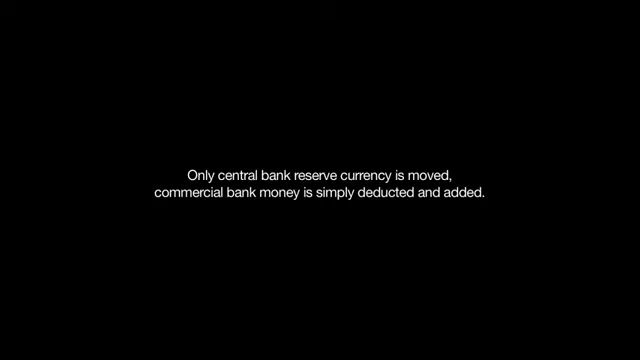 Only central bank reserve currency is moved,
commercial bank money is simply deducted and added.